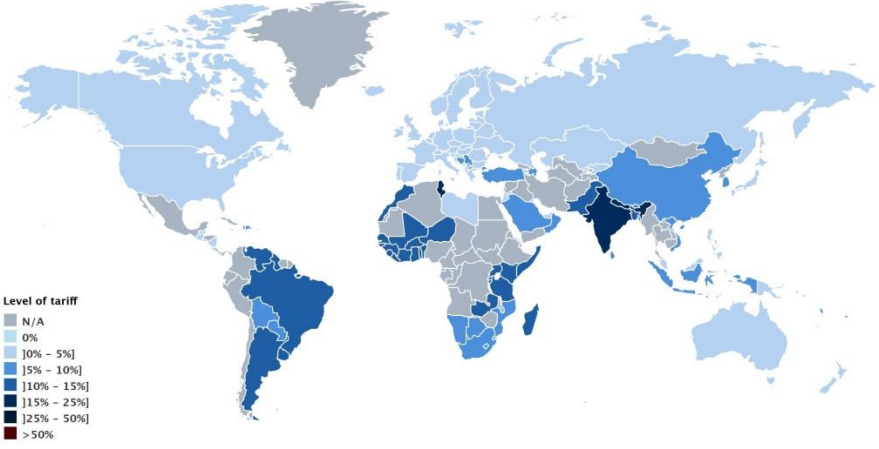 Level of tariff
N/A
0%
]0% - 5%]
]5% - 10%]
]10% - 15%]
]15% - 25%]
]25% - 50%]
>50%